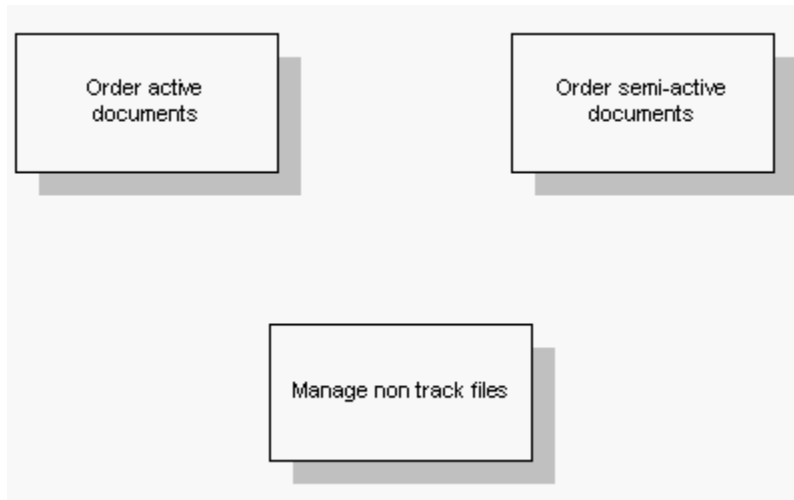 Order active
documents
Order semi-active
documents
Manage non track files